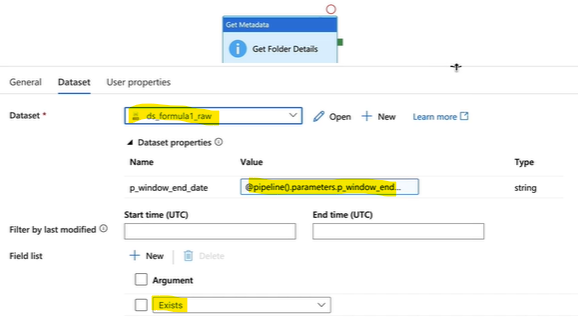 Get Metadata
Get Folder Details
General Dataset User properties
Dataset * ds_formula1_raw Open New Learn more
Dataset properties
Name Value Type
p_window_end_date @pipeline().parameters.p_window_end... string
Start time (UTC) End time (UTC)
Filter by last modified
Field list New Delete
Argument
Exists